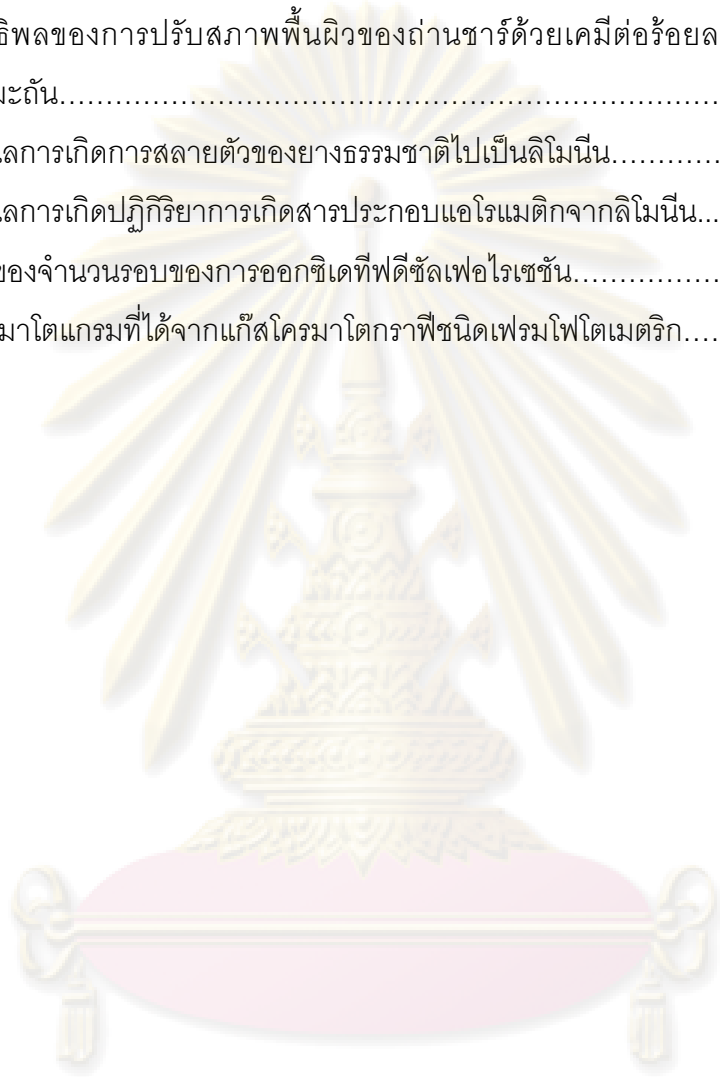 ธิพลของการปรับสภาพพื้นผิวของถ่านชาร์ด้วยเคมีต่อร้อยล
มะถัน……………………………………………………………
ลการเกิดการสลายตัวของยางธรรมชาติไปเป็นลิโมนีน…………
ลการเกิดปฏิกิริยาการเกิดสารประกอบแอโรแมติกจากลิโมนีน...
ของจำนวนรอบของการออกซิเดทีฟดีซัลเฟอไรเซชัน……………
มาโตแกรมที่ได้จากแก๊สโครมาโตกราฟีชนิดเฟรมโฟโตเมตริก….